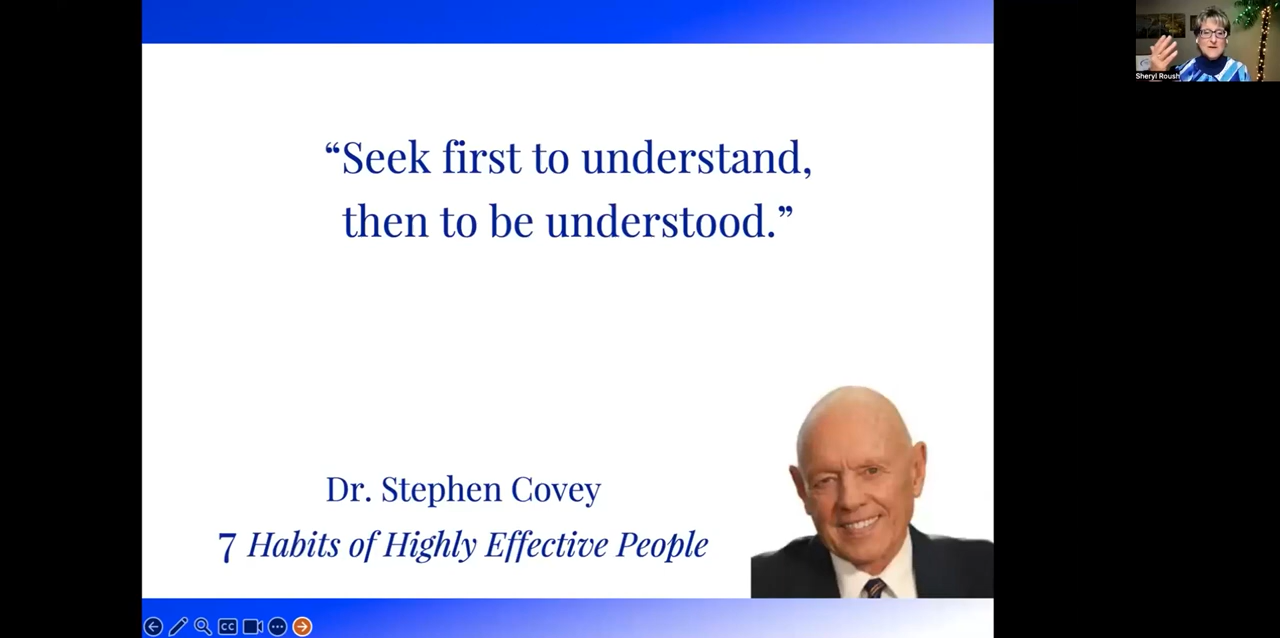 “Seek first to understand,
then to be understood.”
Dr. Stephen Covey
7 Habits of Highly Effective People
Sheryl Roush
CC